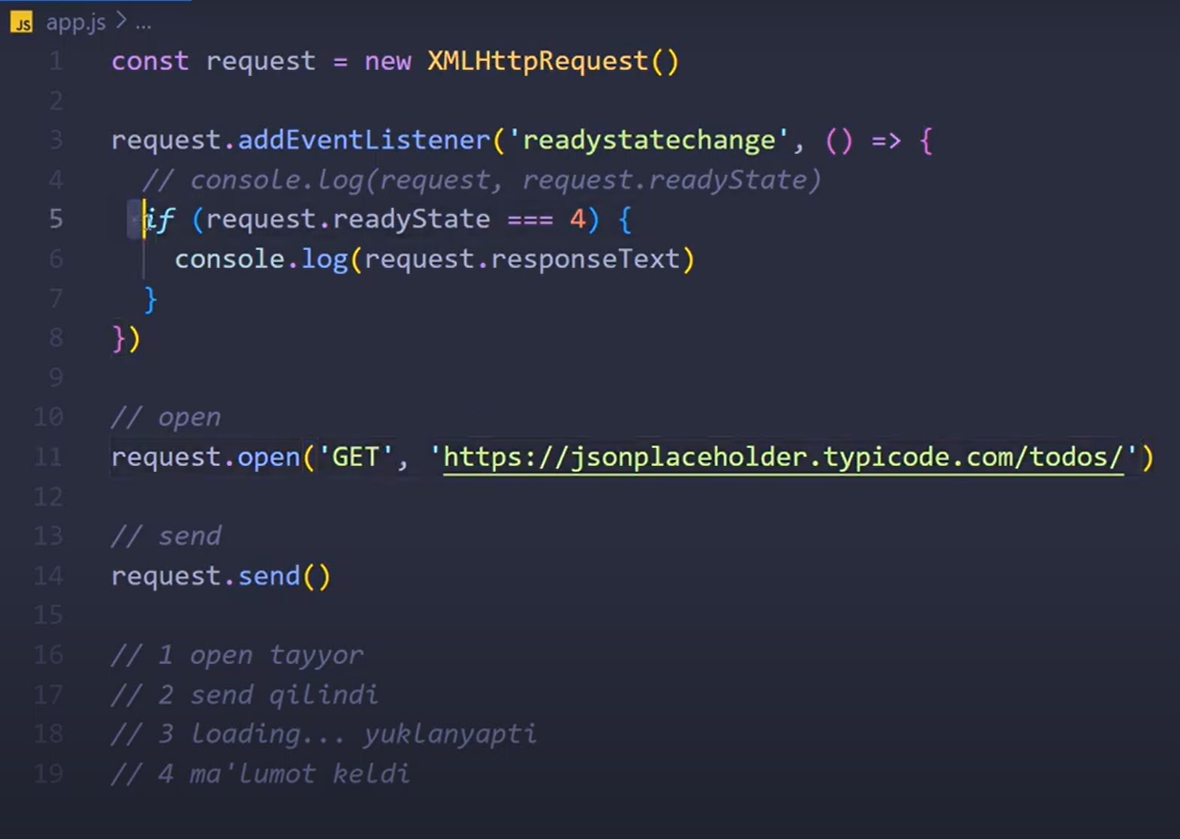 JS app.js > ...
1 const request = new XMLHttpRequest()
2
3 request.addEventListener('readystatechange', () => {
4   // console.log(request, request.readyState)
5   if (request.readyState === 4) {
6     console.log(request.responseText)
7   }
8 })
9
10 // open
11 request.open('GET', 'https://jsonplaceholder.typicode.com/todos/')
12
13 // send
14 request.send()
15
16 // 1 open tayyor
17 // 2 send qilindi
18 // 3 loading... yuklanyapti
19 // 4 ma'lumot keldi